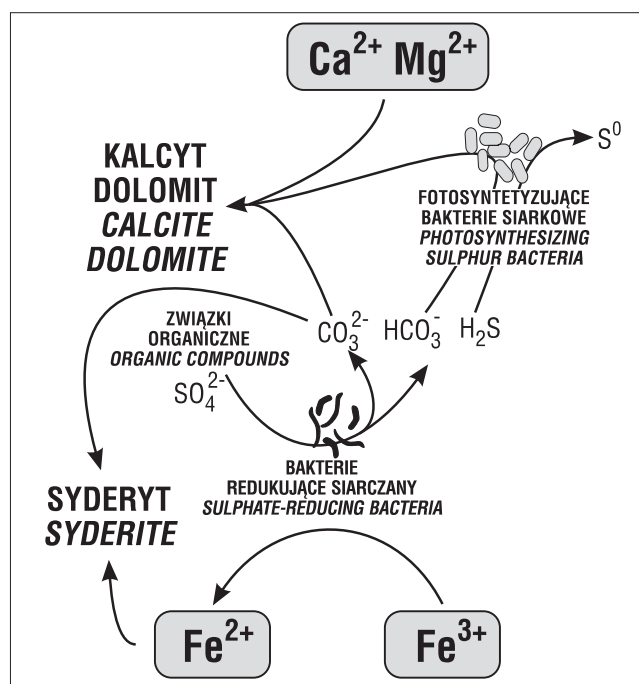 Ca²⁺ Mg²⁺
S⁰
KALCYT
DOLOMIT
CALCITE
DOLOMITE
FOTOSYNTETYZUJĄCE
BAKTERIE SIARKOWE
PHOTOSYNTHESIZING
SULPHUR BACTERIA
ZWIĄZKI
ORGANICZNE
ORGANIC COMPOUNDS
SO₄²⁻
CO₃²⁻
HCO₃⁻
H₂S
BAKTERIE
REDUKUJĄCE SIARCZANY
SULPHATE-REDUCING BACTERIA
SYDERYT
SYDERITE
Fe²⁺
Fe³⁺